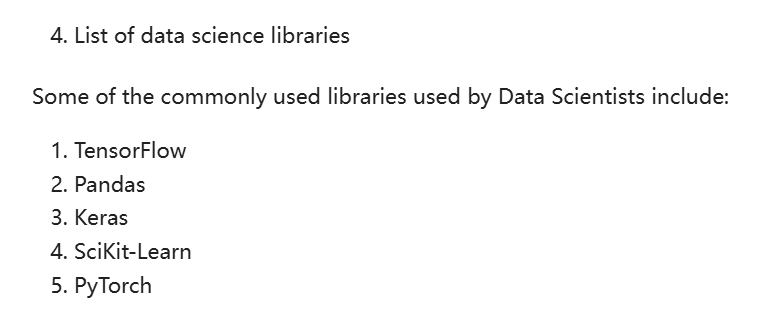 4. List of data science libraries
Some of the commonly used libraries used by Data Scientists include:
1. TensorFlow
2. Pandas
3. Keras
4. SciKit-Learn
5. PyTorch